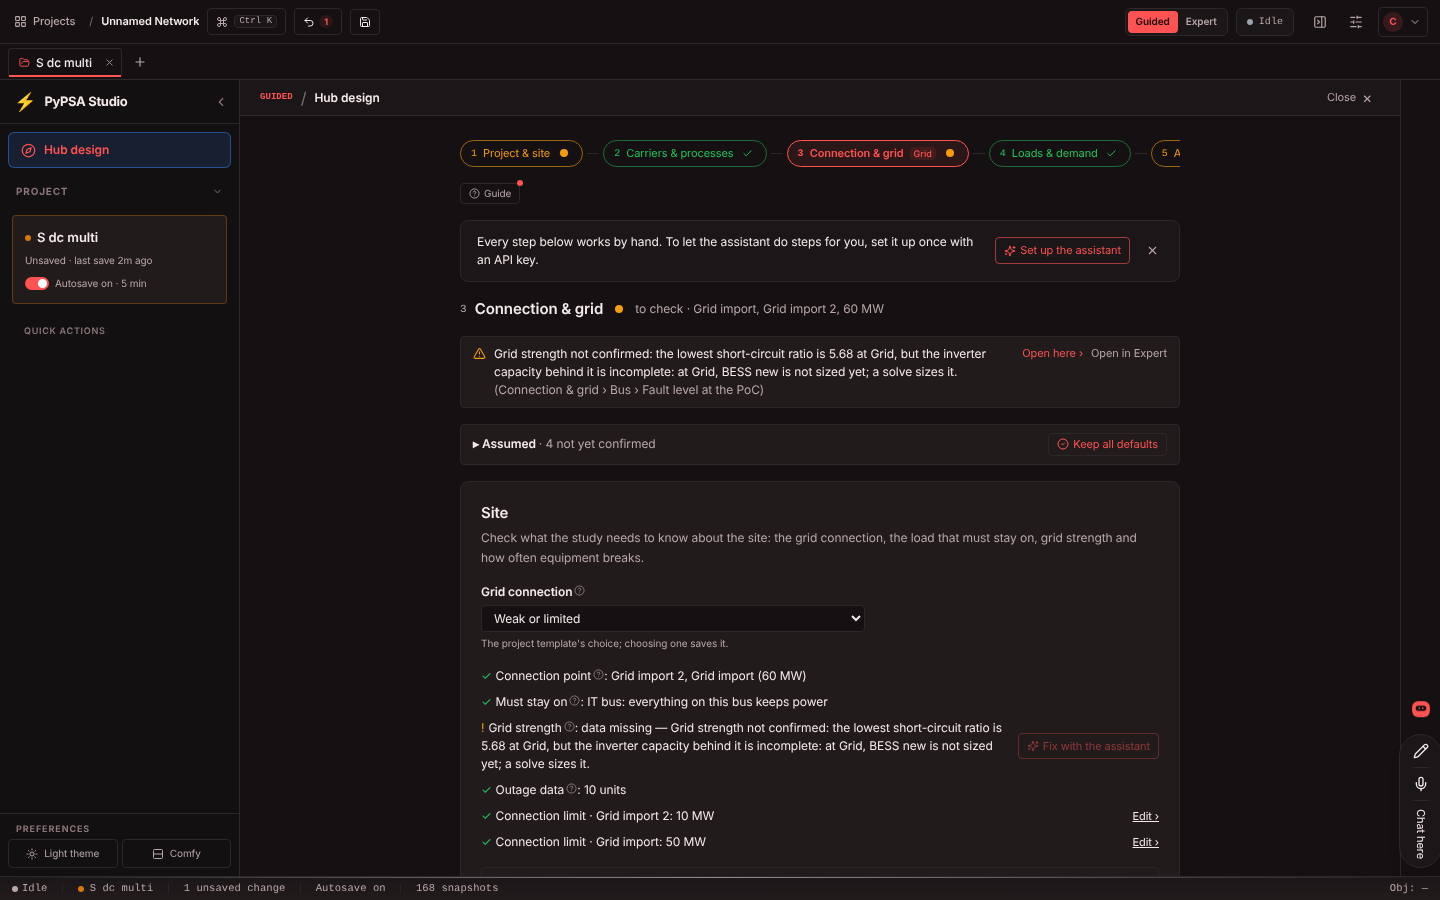 Projects / Unnamed Network Ctrl K 1 Guided Expert Idle C
S dc multi
PyPSA Studio
GUIDED / Hub design Close
Hub design
1 Project & site 2 Carriers & processes 3 Connection & grid Grid 4 Loads & demand 5 A
PROJECT
Guide
S dc multi
Unsaved · last save 2m ago
Autosave on · 5 min
QUICK ACTIONS
Every step below works by hand. To let the assistant do steps for you, set it up once with
an API key.
Set up the assistant
3 Connection & grid to check · Grid import, Grid import 2, 60 MW
Grid strength not confirmed: the lowest short-circuit ratio is 5.68 at Grid, but the inverter
capacity behind it is incomplete: at Grid, BESS new is not sized yet; a solve sizes it.
(Connection & grid › Bus › Fault level at the PoC)
Open here › Open in Expert
▸ Assumed · 4 not yet confirmed Keep all defaults
Site
Check what the study needs to know about the site: the grid connection, the load that must stay on, grid strength and
how often equipment breaks.
Grid connection
Weak or limited
The project template's choice; choosing one saves it.
✓ Connection point: Grid import 2, Grid import (60 MW)
✓ Must stay on: IT bus: everything on this bus keeps power
! Grid strength: data missing — Grid strength not confirmed: the lowest short-circuit ratio is
5.68 at Grid, but the inverter capacity behind it is incomplete: at Grid, BESS new is not sized
yet; a solve sizes it.
Fix with the assistant
✓ Outage data: 10 units
✓ Connection limit · Grid import 2: 10 MW Edit ›
✓ Connection limit · Grid import: 50 MW Edit ›
Chat here
PREFERENCES
Light theme Comfy
Idle S dc multi 1 unsaved change Autosave on 168 snapshots Obj: —